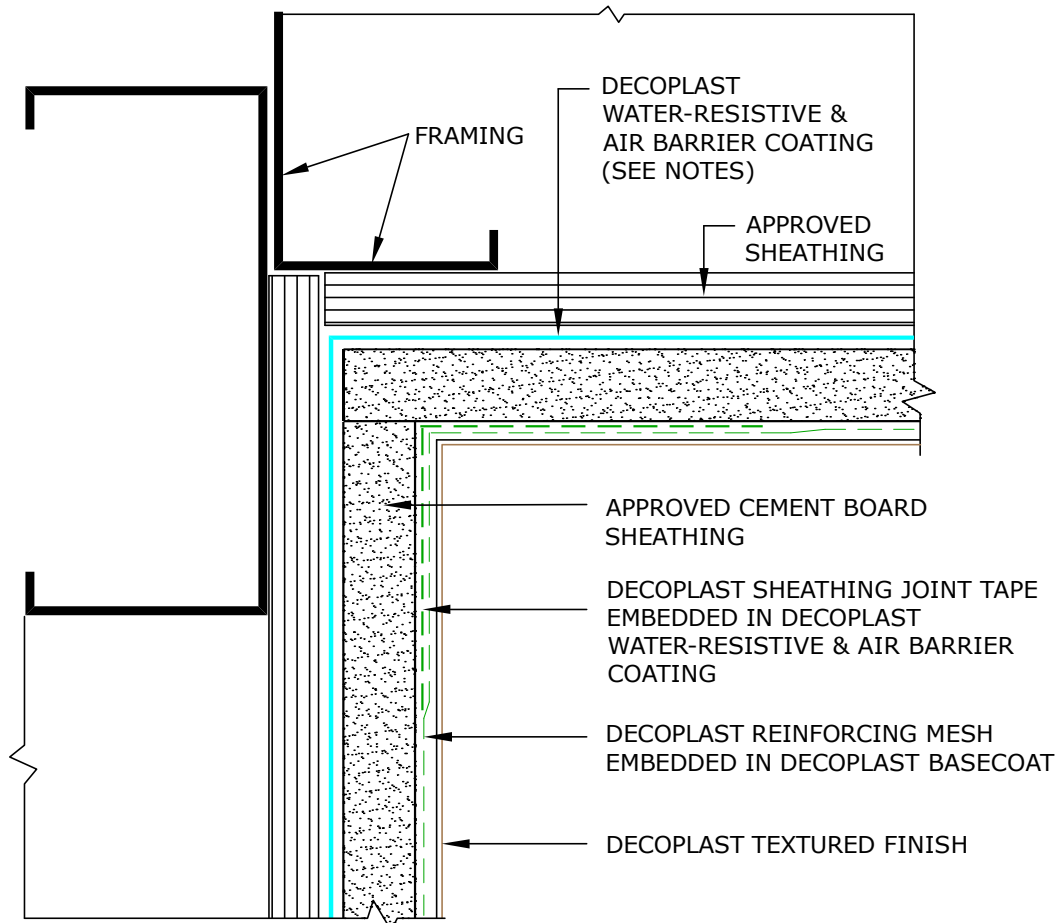 DECOPLAST
WATER-RESISTIVE &
AIR BARRIER COATING
(SEE NOTES)
FRAMING
APPROVED
SHEATHING
APPROVED CEMENT BOARD
SHEATHING
DECOPLAST SHEATHING JOINT TAPE
EMBEDDED IN DECOPLAST
WATER-RESISTIVE & AIR BARRIER
COATING
DECOPLAST REINFORCING MESH
EMBEDDED IN DECOPLAST BASECOAT
DECOPLAST TEXTURED FINISH